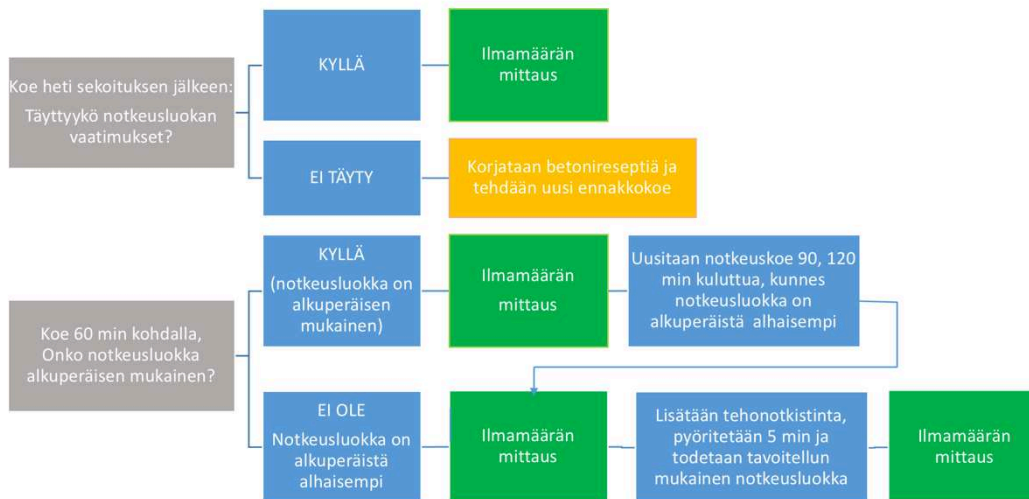 Koe heti sekoituksen jälkeen:
Täyttyykö notkeusluokan
vaatimukset?
KYLLÄ
Ilmamäärän
mittaus
EI TÄYTY
Korjataan betonireseptiä ja
tehdään uusi ennakkokoe
Koe 60 min kohdalla,
Onko notkeusluokka
alkuperäisen mukainen?
KYLLÄ
(notkeusluokka on
alkuperäisen
mukainen)
Ilmamäärän
mittaus
Uusitaan notkeuskoe 90, 120
min kuluttua, kunnes
notkeusluokka on
alkuperäistä alhaisempi
EI OLE
Notkeusluokka on
alkuperäistä
alhaisempi
Ilmamäärän
mittaus
Lisätään tehonotkistinta,
pyöritetään 5 min ja
todetaan tavoitellun
mukainen notkeusluokka
Ilmamäärän
mittaus